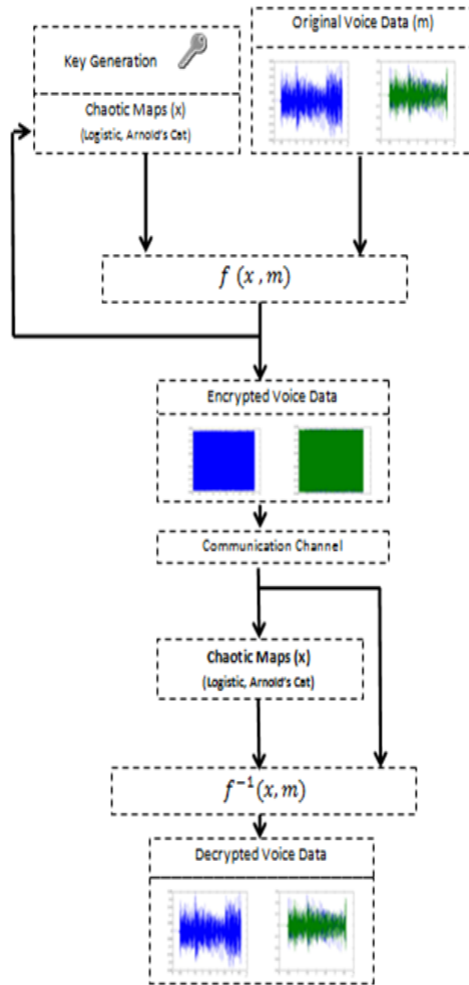 Original Voice Data (m)
Key Generation
Chaotic Maps (x)
(Logistic, Arnold's Cat)
f (x , m)
Encrypted Voice Data
Communication Channel
Chaotic Maps (x)
(Logistic, Arnold's Cat)
f⁻¹(x, m)
Decrypted Voice Data